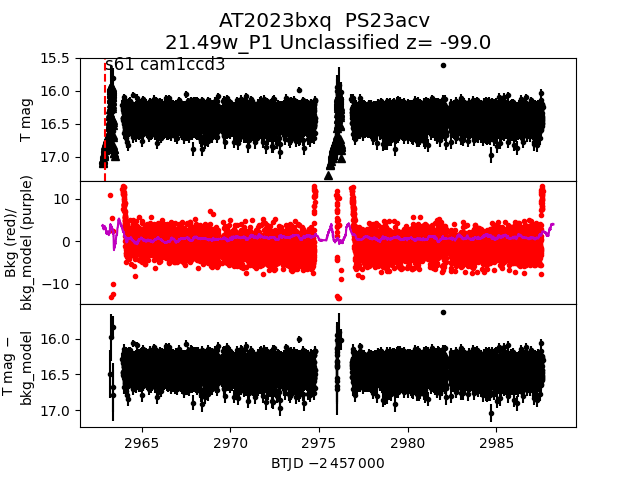 AT2023bxq  PS23acv
21.49w_P1 Unclassified z= -99.0
s61 cam1ccd3
15.5
16.0
16.5
17.0
T mag
10
0
−10
Bkg (red)/
bkg_model (purple)
16.0
16.5
17.0
T mag −
bkg_model
2965
2970
2975
2980
2985
BTJD −2 457 000